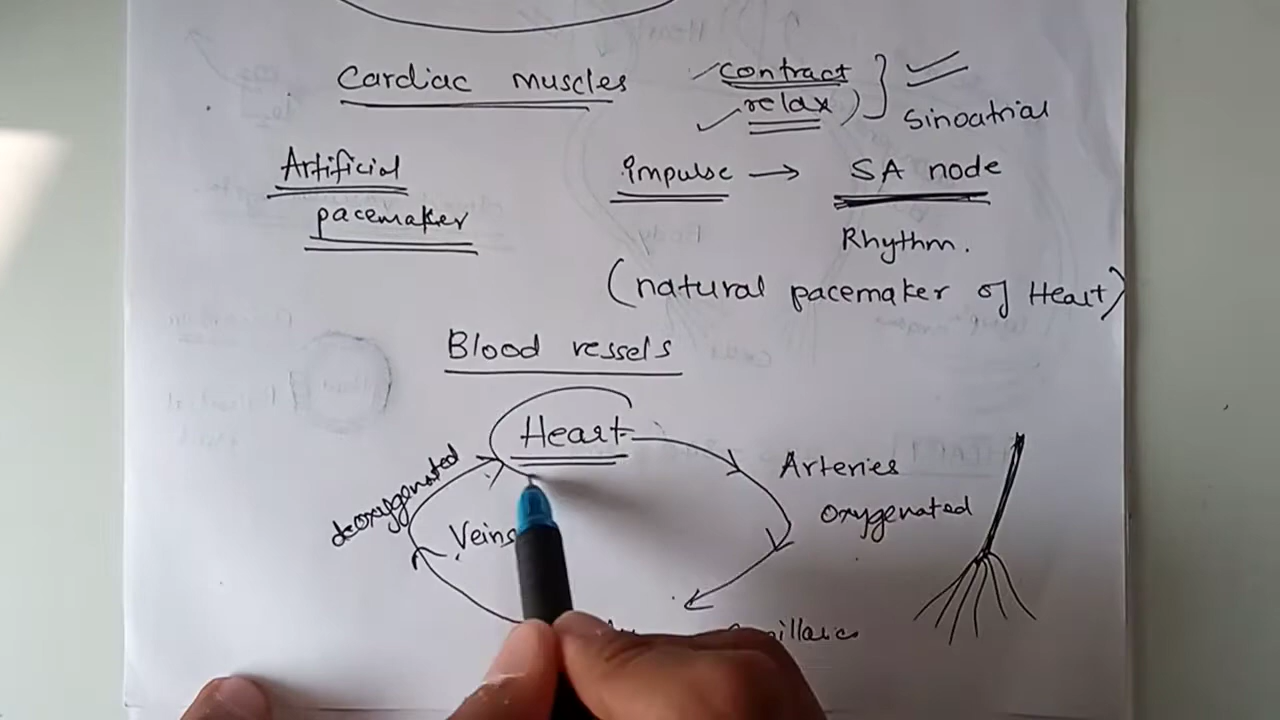 Cardiac muscles
contract
relax
Sinoatrial
Artificial
pacemaker
impulse → SA node
Rhythm.
(natural pacemaker of Heart)
Blood vessels
Heart
Arteries
oxygenated
deoxygenated
Veins